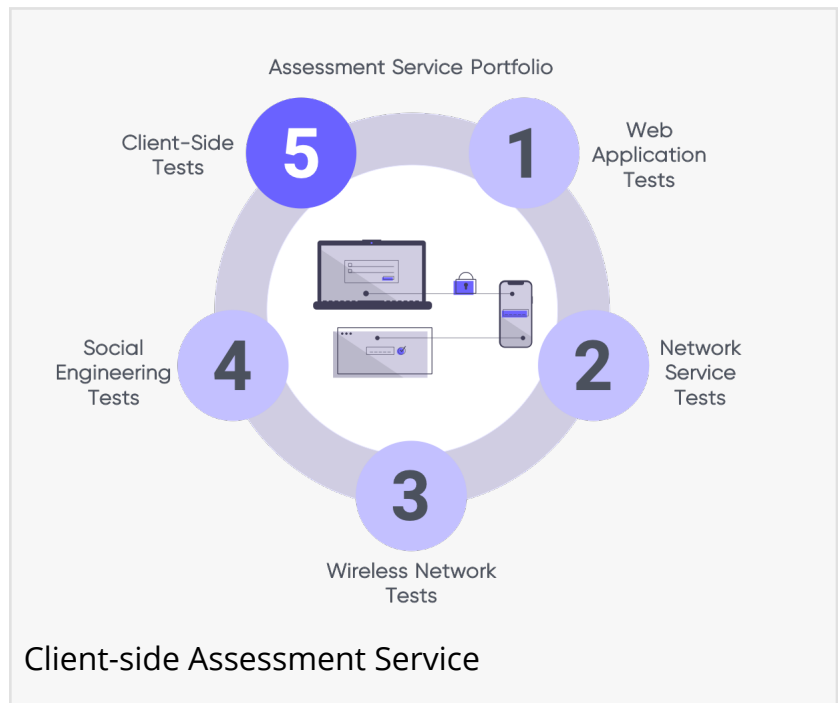 Assessment Service Portfolio
5
Client-Side
Tests
1
Web
Application
Tests
4
Social
Engineering
Tests
2
Network
Service
Tests
3
Wireless Network
Tests
Client-side Assessment Service